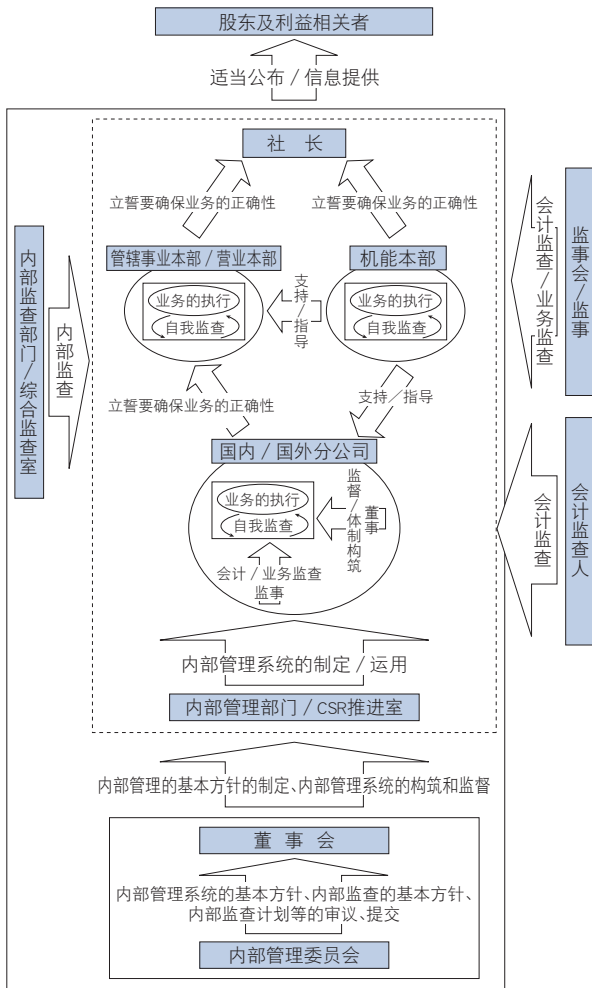 股东及利益相关者
适当公布／信息提供
社　长
立誓要确保业务的正确性
立誓要确保业务的正确性
管辖事业本部／营业本部
机能本部
业务的执行
自我监查
支持／指导
业务的执行
自我监查
立誓要确保业务的正确性
支持／指导
国内／国外分公司
业务的执行
自我监查
监督／体制构筑
董事
会计／业务监查
监事
内部管理系统的制定／运用
内部管理部门／CSR推进室
内部监查部门／综合监查室
内部监查
会计监查／业务监查
监事会／监事
会计监查
会计监查人
内部管理的基本方针的制定、内部管理系统的构筑和监督
董 事 会
内部管理系统的基本方针、内部监查的基本方针、
内部监查计划等的审议、提交
内部管理委员会